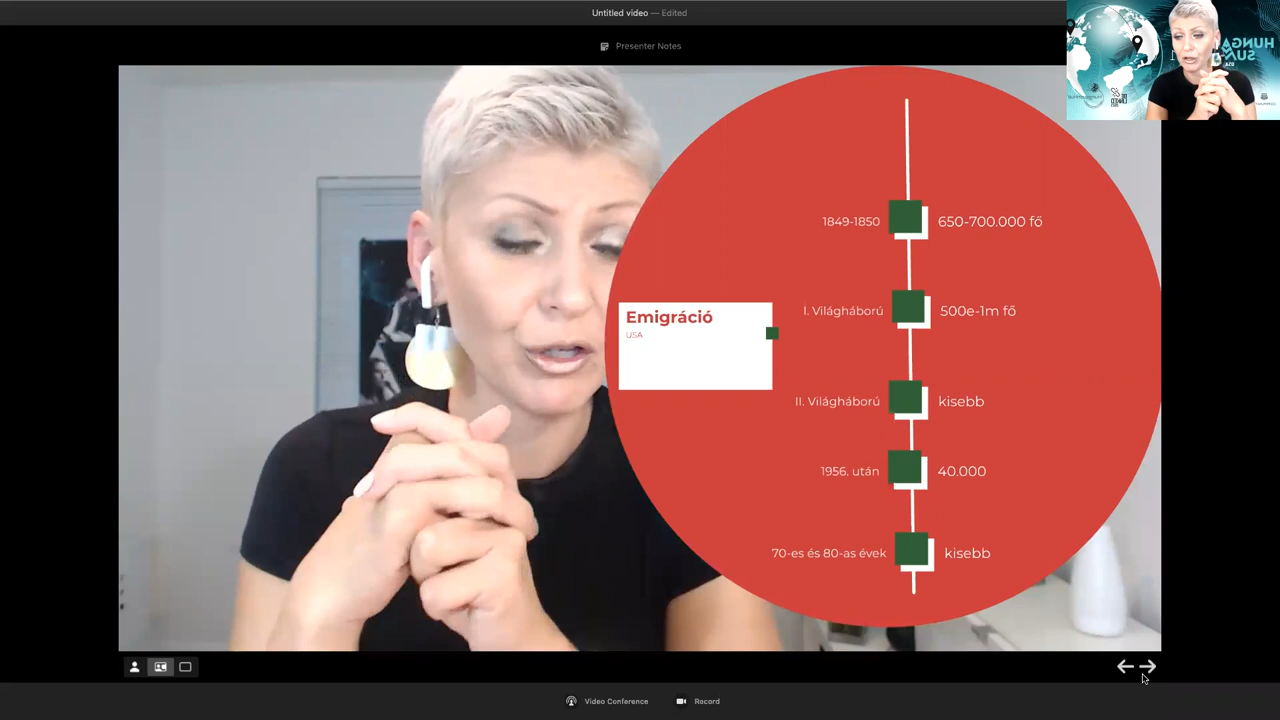 Untitled video — Edited
Presenter Notes
1849-1850 650-700.000 fő
I. Világháború 500e-1m fő
Emigráció
USA
II. Világháború kisebb
1956. után 40.000
70-es és 80-as évek kisebb
Video Conference Record